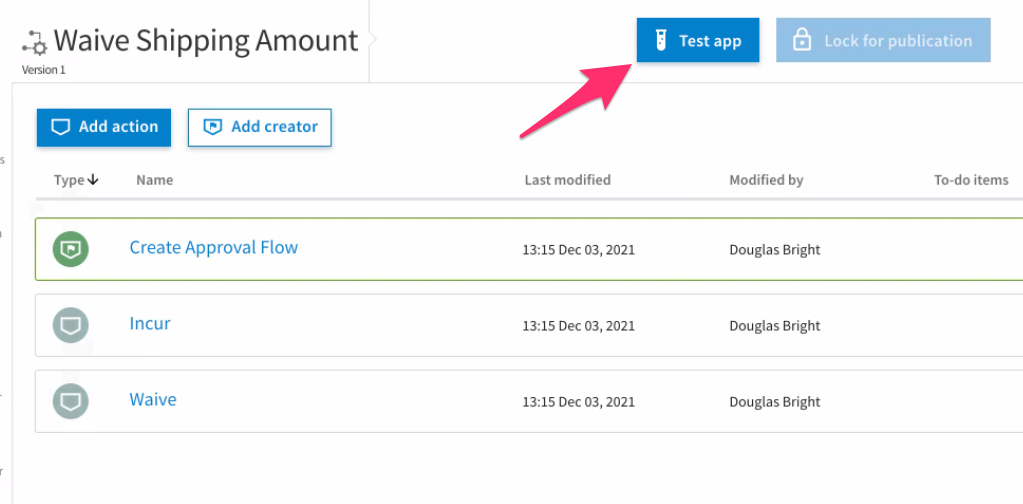 Waive Shipping Amount
Version 1
Test app
Lock for publication
Add action
Add creator
Type Name Last modified Modified by To-do items
Create Approval Flow 13:15 Dec 03, 2021 Douglas Bright
Incur 13:15 Dec 03, 2021 Douglas Bright
Waive 13:15 Dec 03, 2021 Douglas Bright